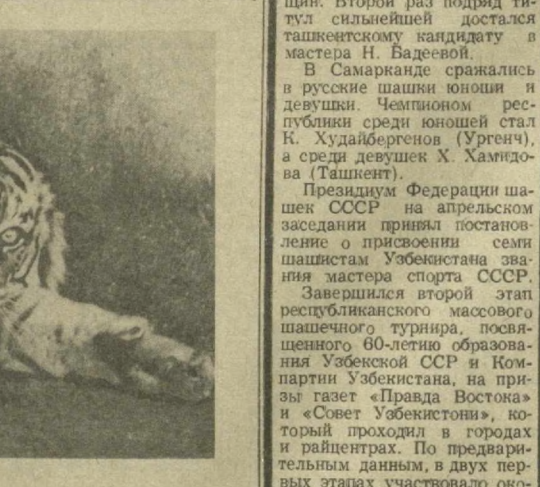 щин. Второй раз подряд ти-
тул сильнейшей достался
ташкентскому кандидату в
мастера Н. Вадеевой.
В Самарканде сражались
в русские шашки юноши и
девушки. Чемпионом рес-
публики среди юношей стал
К. Худайбергенов (Ургенч),
а среди девушек Х. Хамидо-
ва (Ташкент).
Президиум Федерации ша-
шек СССР на апрельском
заседании принял постанов-
ление о присвоении семи
шашистам Узбекистана зва-
ния мастера спорта СССР.
Завершился второй этап
республиканского массового
шашечного турнира, посвя-
щенного 60-летию образова-
ния Узбекской ССР и Ком-
партии Узбекистана, на при-
зы газет «Правда Востока»
и «Совет Узбекистони», ко-
торый проходил в городах
и райцентрах. По предвари-
тельным данным, в двух пер-
вых этапах участвовало око-